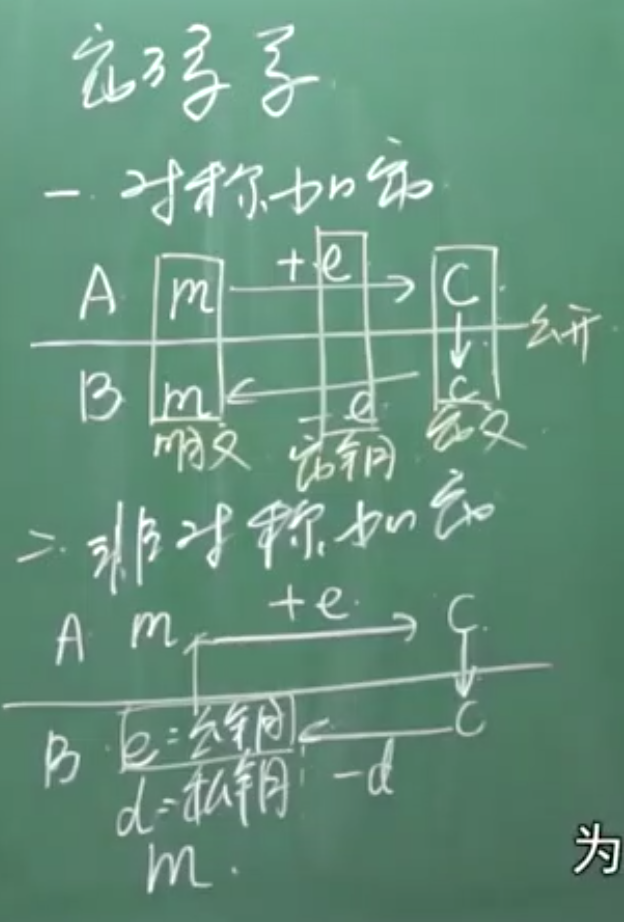 密码学
一. 对称加密
A m +e C
公开
B m -e c
明文 密钥 密文
二. 非对称加密
A m +e C
B e=公钥 -d C
d=私钥
m.
为